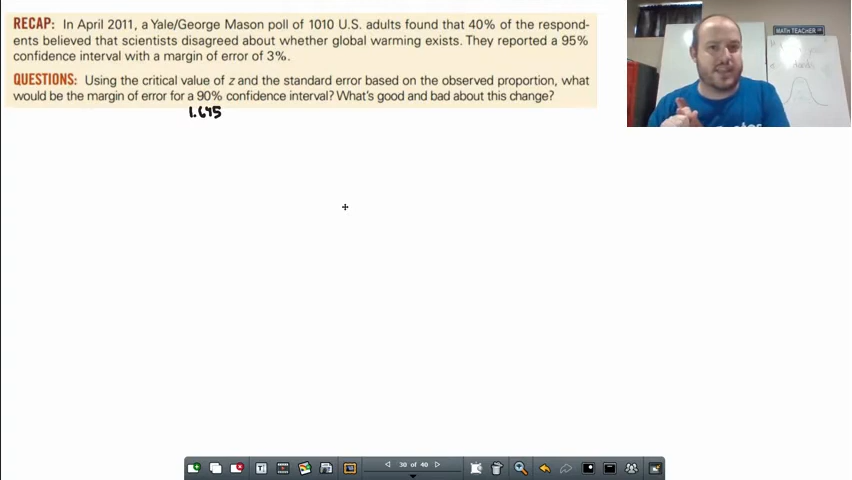 RECAP: In April 2011, a Yale/George Mason poll of 1010 U.S. adults found that 40% of the respond-
ents believed that scientists disagreed about whether global warming exists. They reported a 95%
confidence interval with a margin of error of 3%.
QUESTIONS: Using the critical value of z and the standard error based on the observed proportion, what
would be the margin of error for a 90% confidence interval? What's good and bad about this change?
1.645
MATH TEACHER
30 of 40